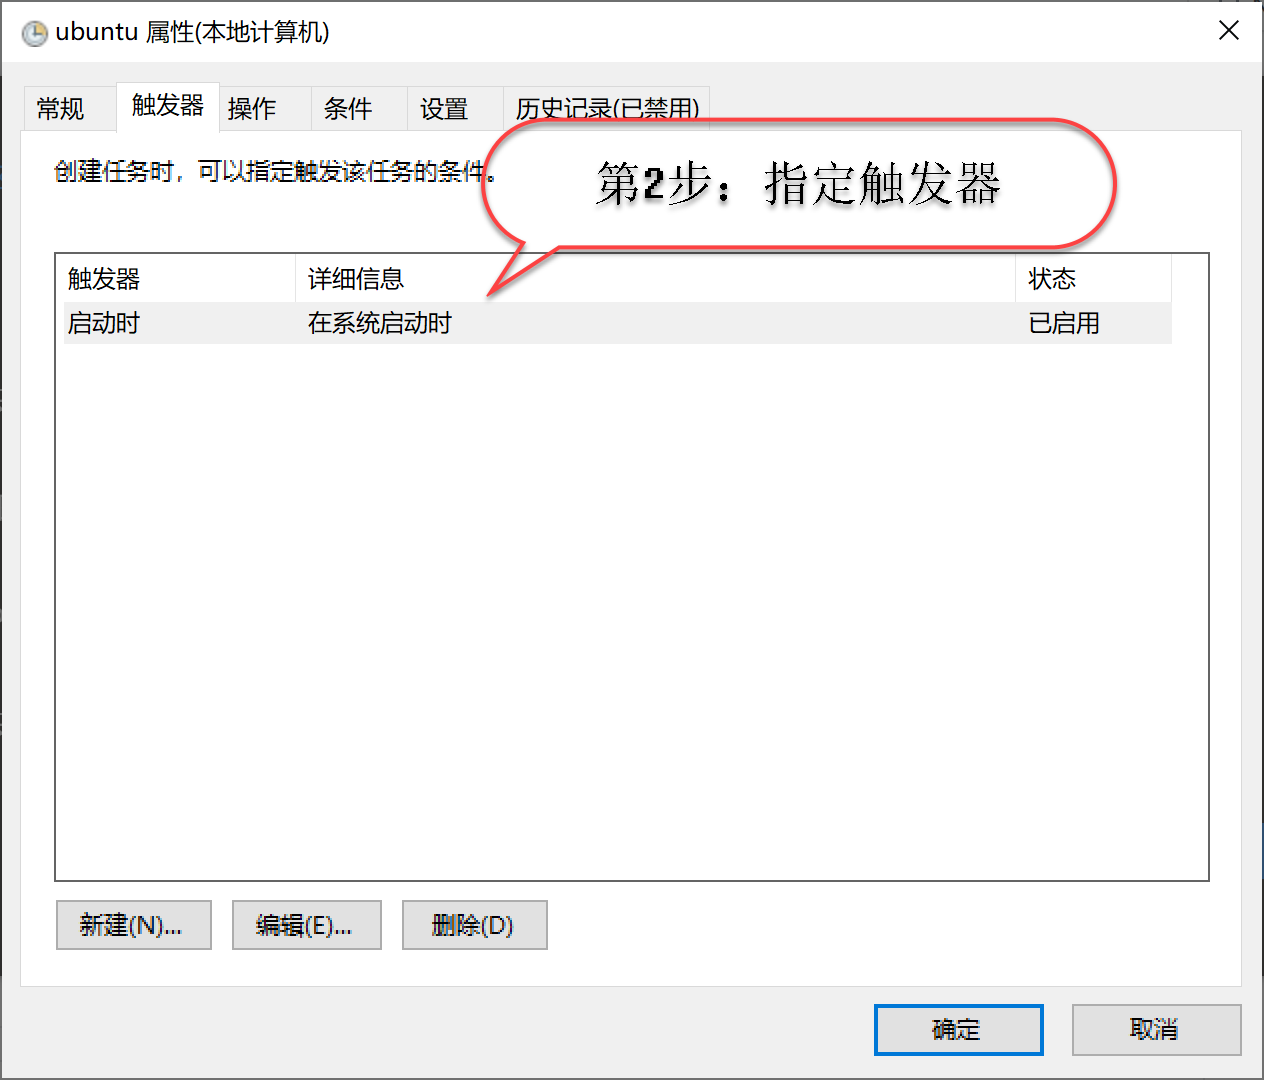 ubuntu 属性(本地计算机)
常规 触发器 操作 条件 设置 历史记录(已禁用)
创建任务时，可以指定触发该任务的条件。
第2步：指定触发器
触发器 详细信息 状态
启动时 在系统启动时 已启用
新建(N)... 编辑(E)... 删除(D)
确定 取消